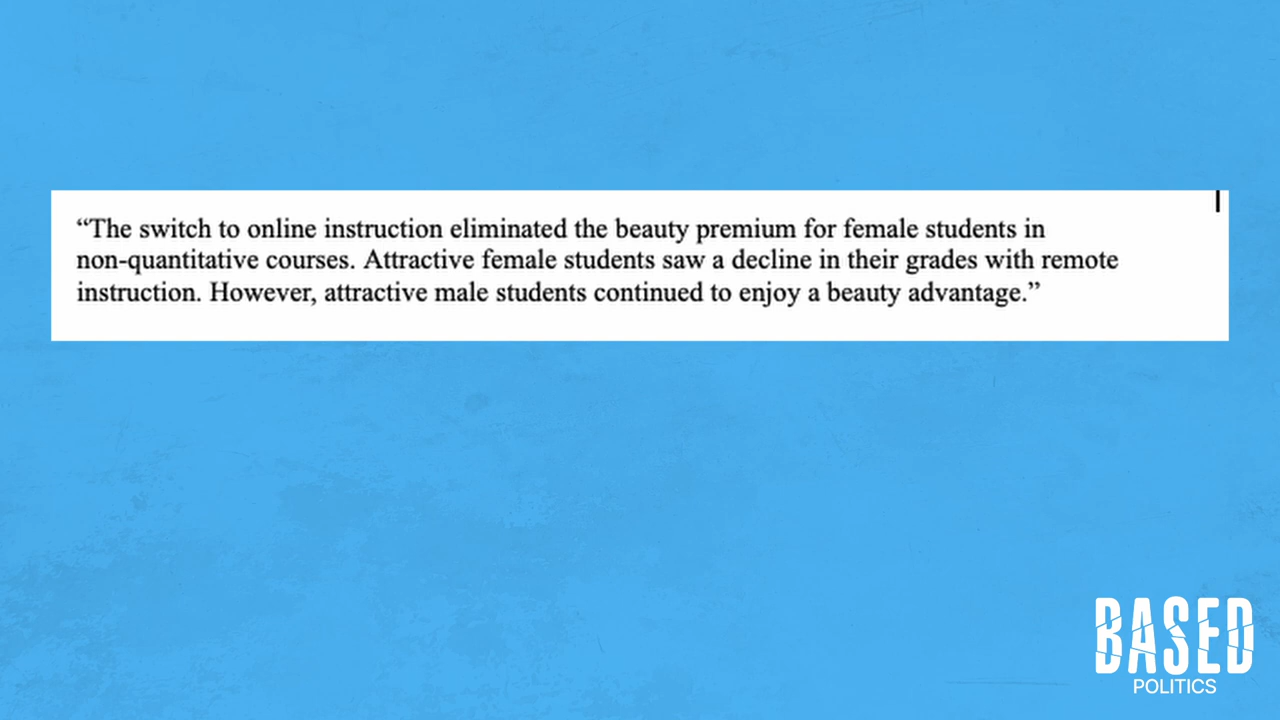 “The switch to online instruction eliminated the beauty premium for female students in
non-quantitative courses. Attractive female students saw a decline in their grades with remote
instruction. However, attractive male students continued to enjoy a beauty advantage.”
BASED
POLITICS